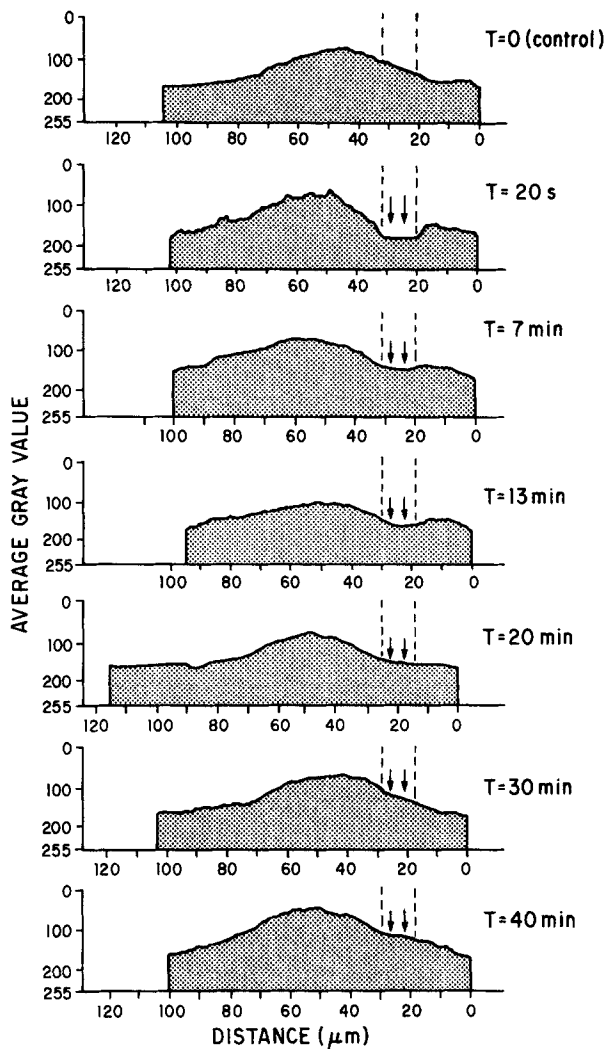 AVERAGE GRAY VALUE
0
T=0 (control)
100
200
255
120 100 80 60 40 20 0
0
T= 20 s
100
200
255
120 100 80 60 40 20 0
0
T= 7 min
100
200
255
100 80 60 40 20 0
0
T=13 min
100
200
255
100 80 60 40 20 0
0
T=20 min
100
200
255
120 100 80 60 40 20 0
0
T=30 min
100
200
255
120 100 80 60 40 20 0
0
T=40 min
100
200
255
120 100 80 60 40 20 0
DISTANCE (μm)